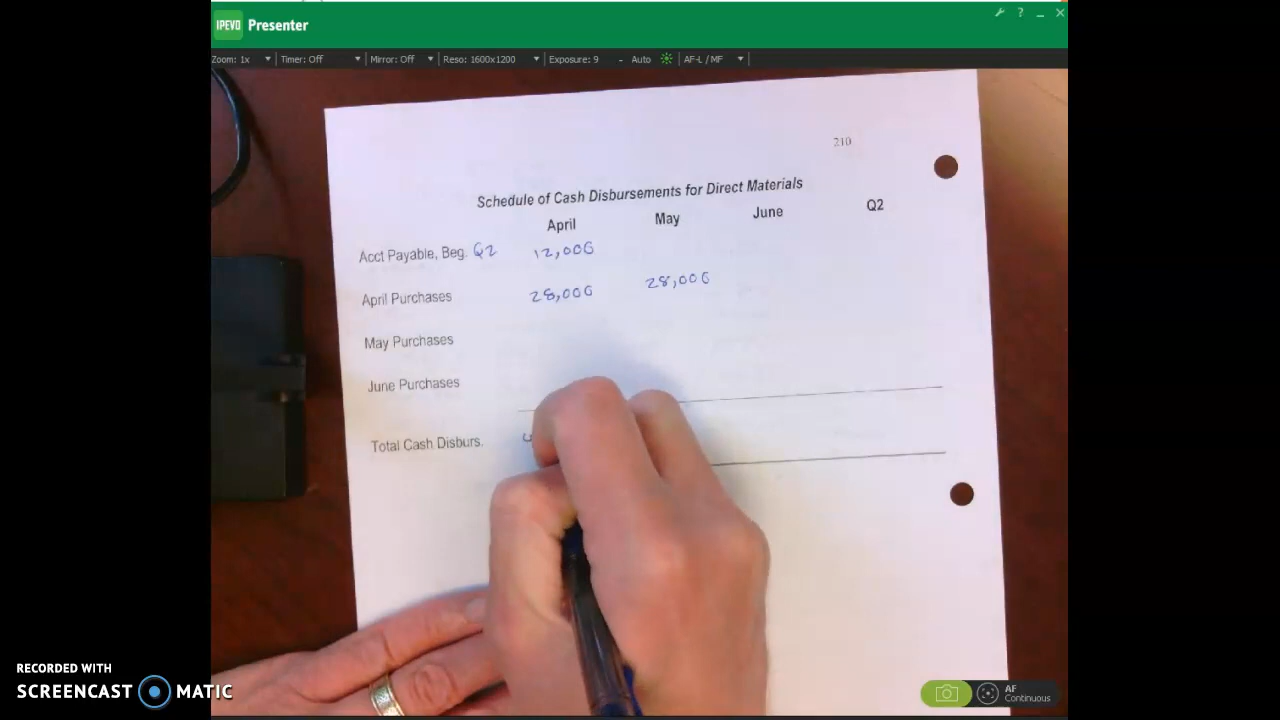 IPEVO Presenter
Zoom: 1x Timer: Off Mirror: Off Reso: 1600x1200 Exposure: 9 - Auto AF-L / MF
210
Schedule of Cash Disbursements for Direct Materials
April May June Q2
Acct Payable, Beg. Q2 12,000
April Purchases 28,000 28,000
May Purchases
June Purchases
Total Cash Disburs.
RECORDED WITH
SCREENCAST MATIC
AF
Continuous